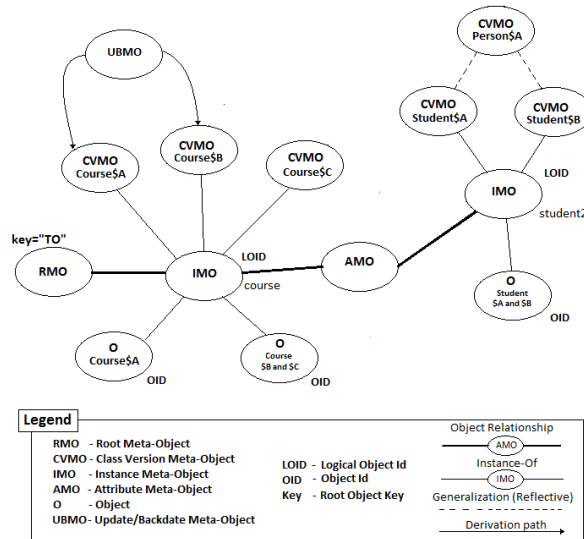 UBMO
CVMO
Person$A
CVMO
Course$A
CVMO
Course$B
CVMO
Course$C
CVMO
Student$A
CVMO
Student$B
key="TO"
RMO
IMO
LOID
course
AMO
IMO
LOID
student2
O
Course$A
OID
O
Course
$B and $C
OID
O
Student
$A and $B
OID
Legend
RMO - Root Meta-Object
CVMO - Class Version Meta-Object
IMO - Instance Meta-Object
AMO - Attribute Meta-Object
O - Object
UBMO - Update/Backdate Meta-Object
LOID - Logical Object Id
OID - Object Id
Key - Root Object Key
Object Relationship
AMO
Instance-Of
IMO
Generalization (Reflective)
Derivation path